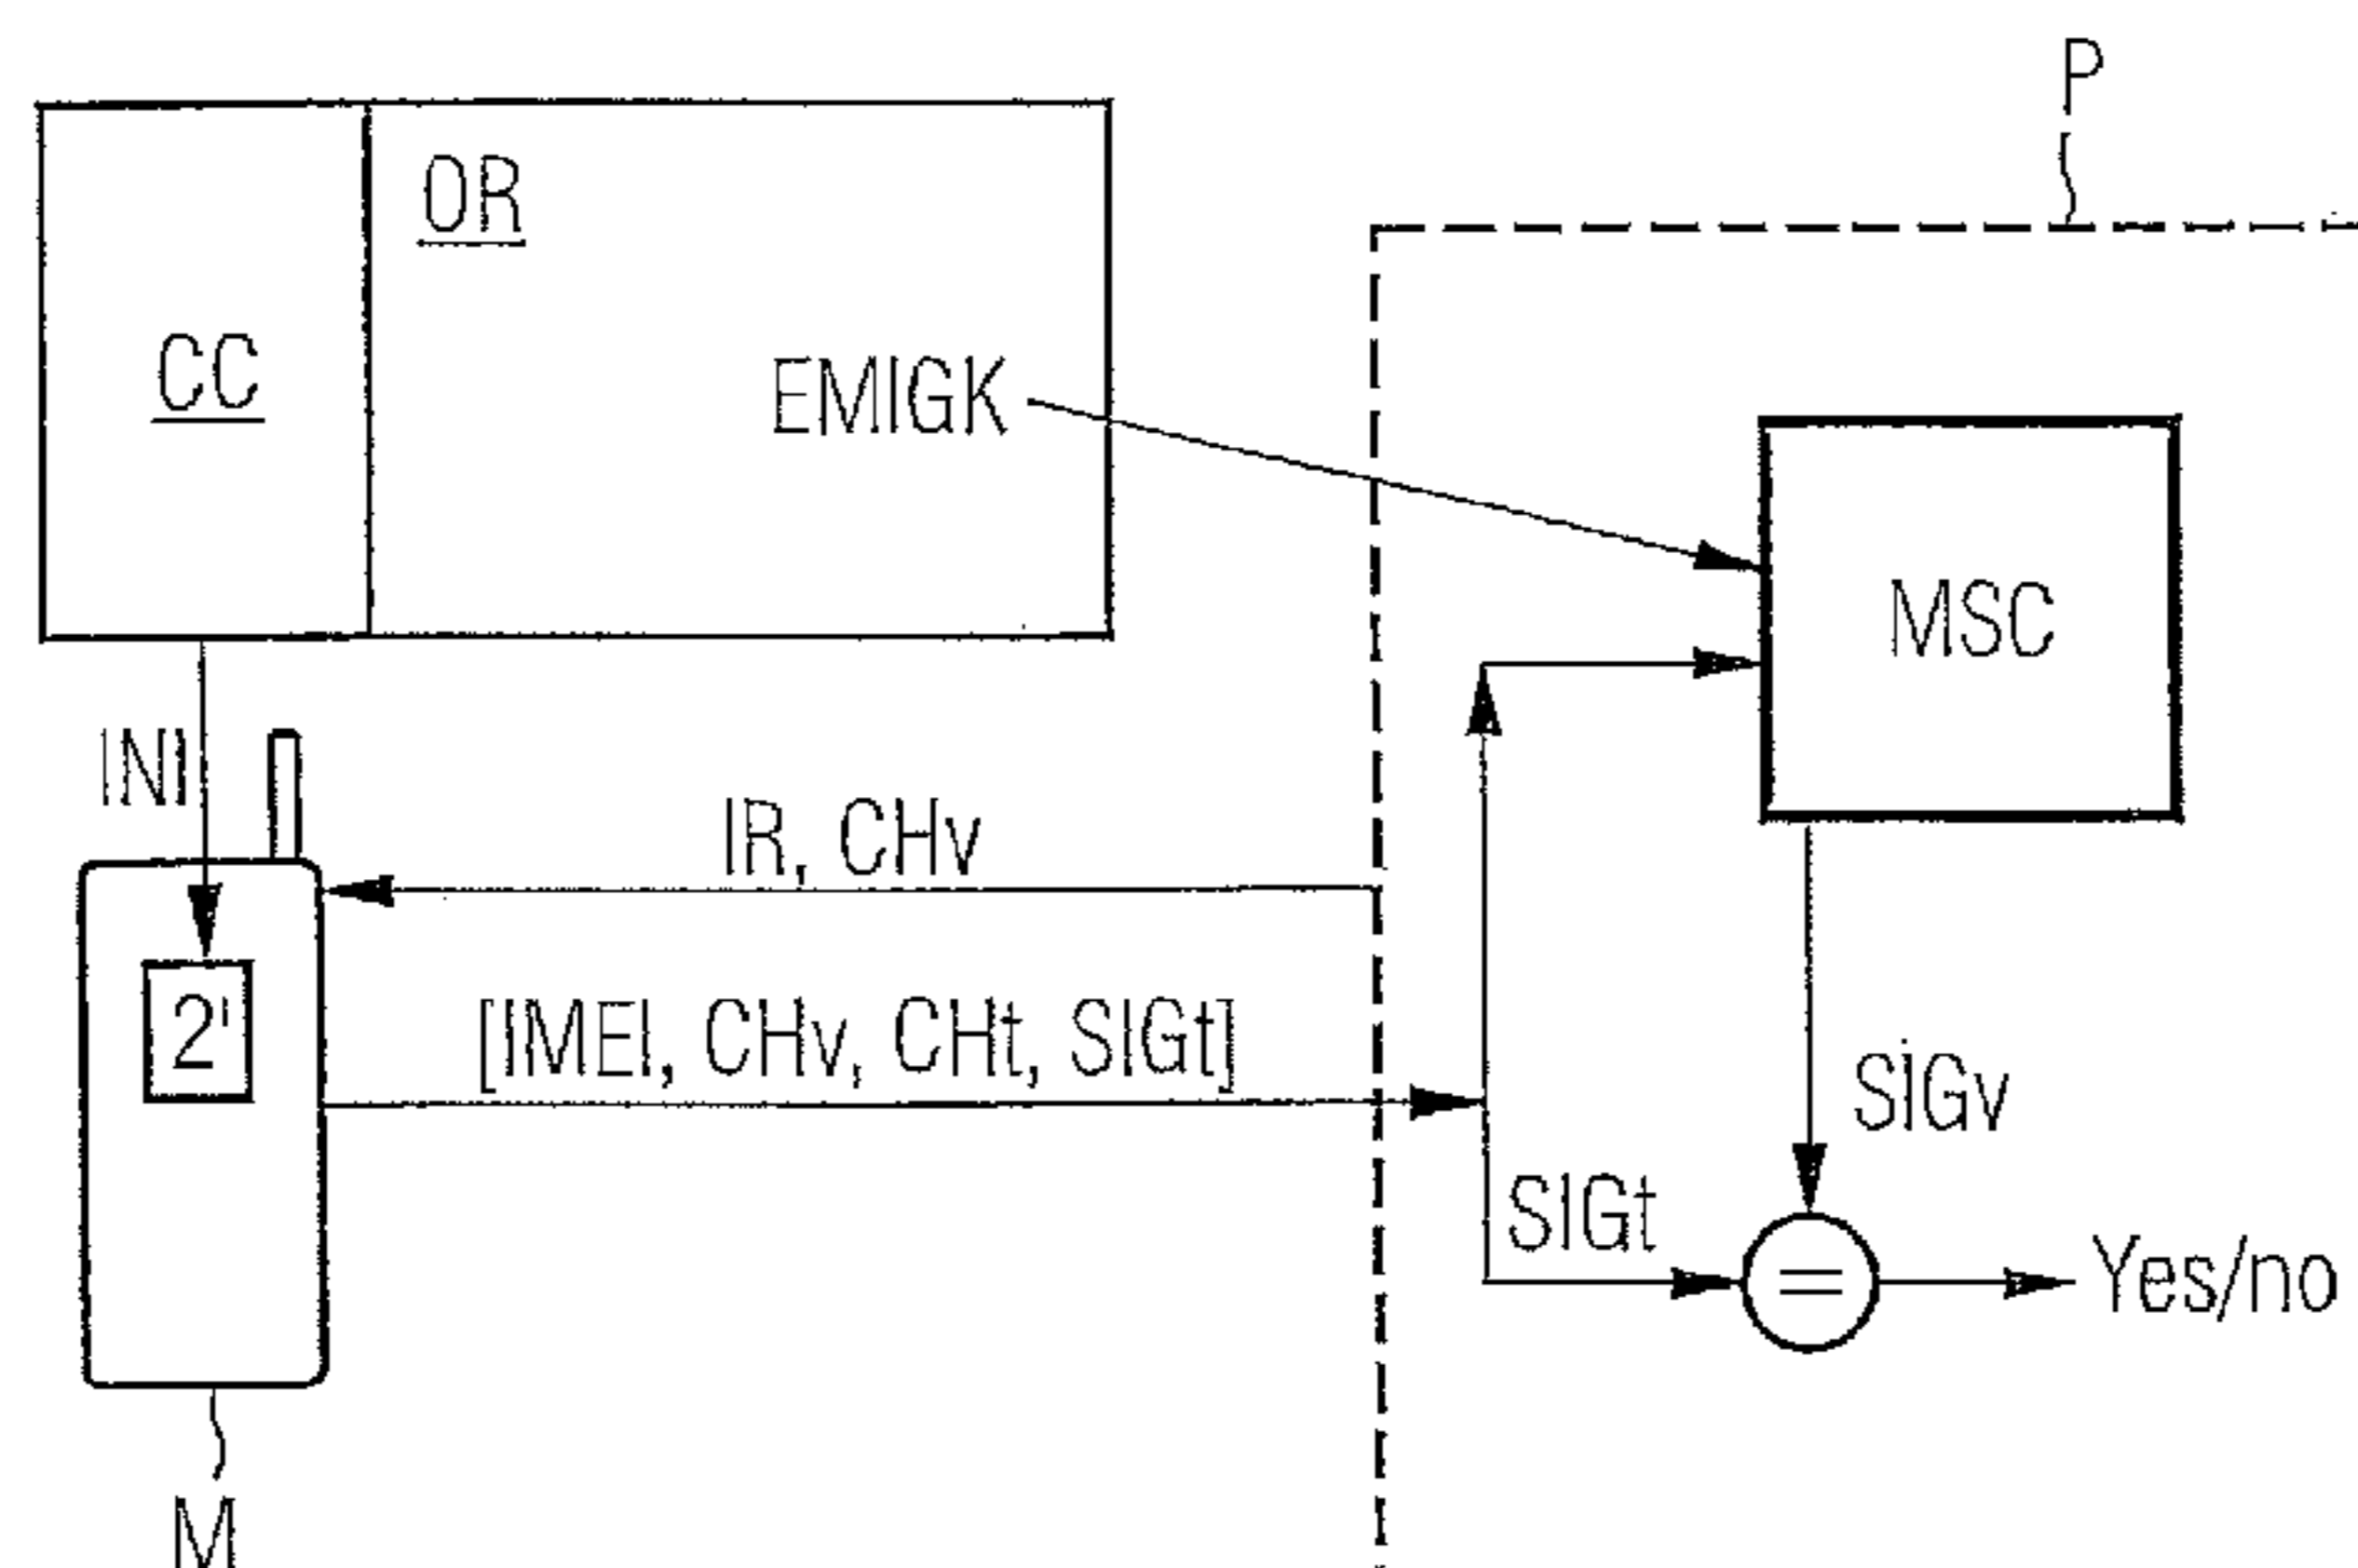 P
OR
CC
EMIGK
MSC
INI
IR, CHv
2'
[IMEI, CHv, CHt, SIGt]
SIGv
SIGt
=
Yes/no
M